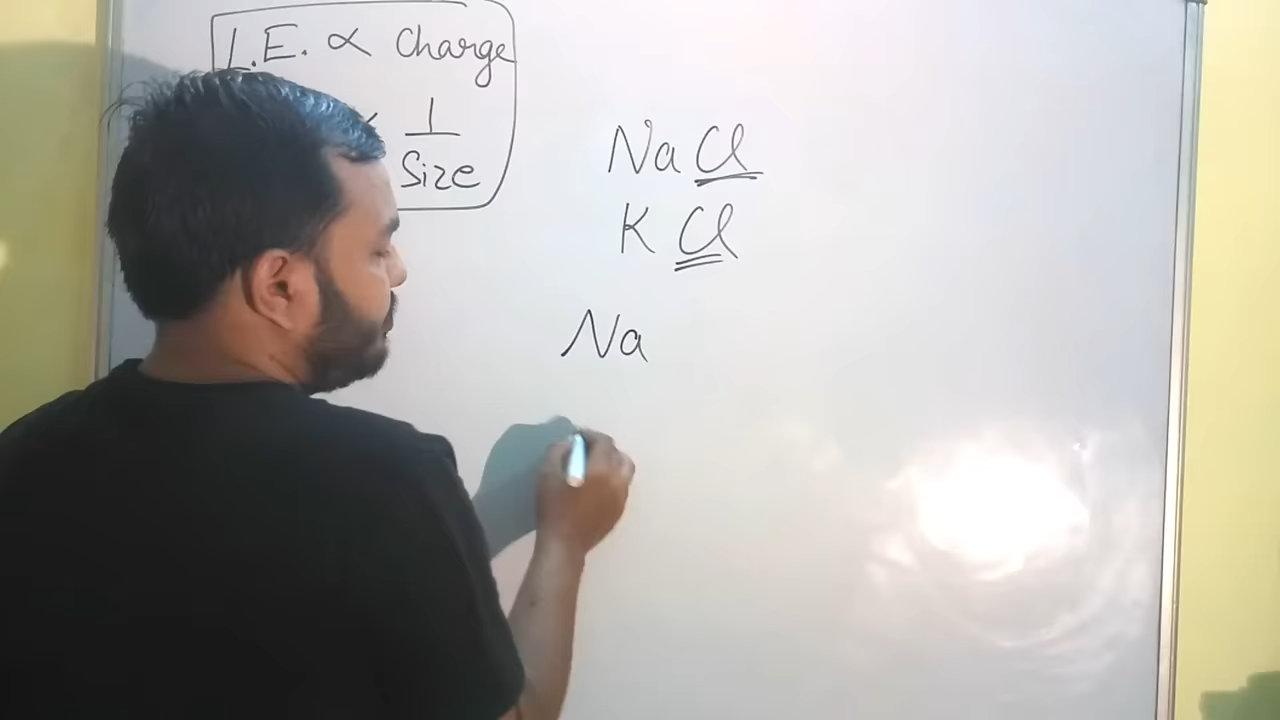 L.E. ∝ Charge
∝ 1
Size
NaCl
KCl
Na